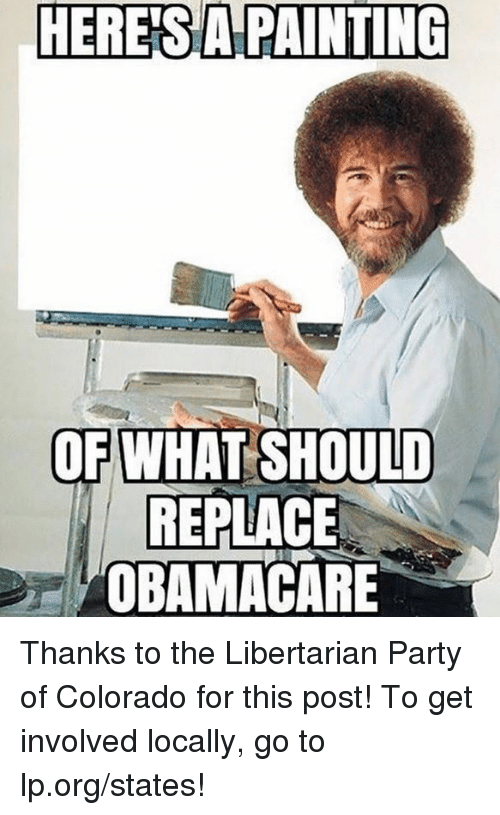 HERE'S A PAINTING
OF WHAT SHOULD
REPLACE
OBAMACARE
Thanks to the Libertarian Party
of Colorado for this post! To get
involved locally, go to
lp.org/states!